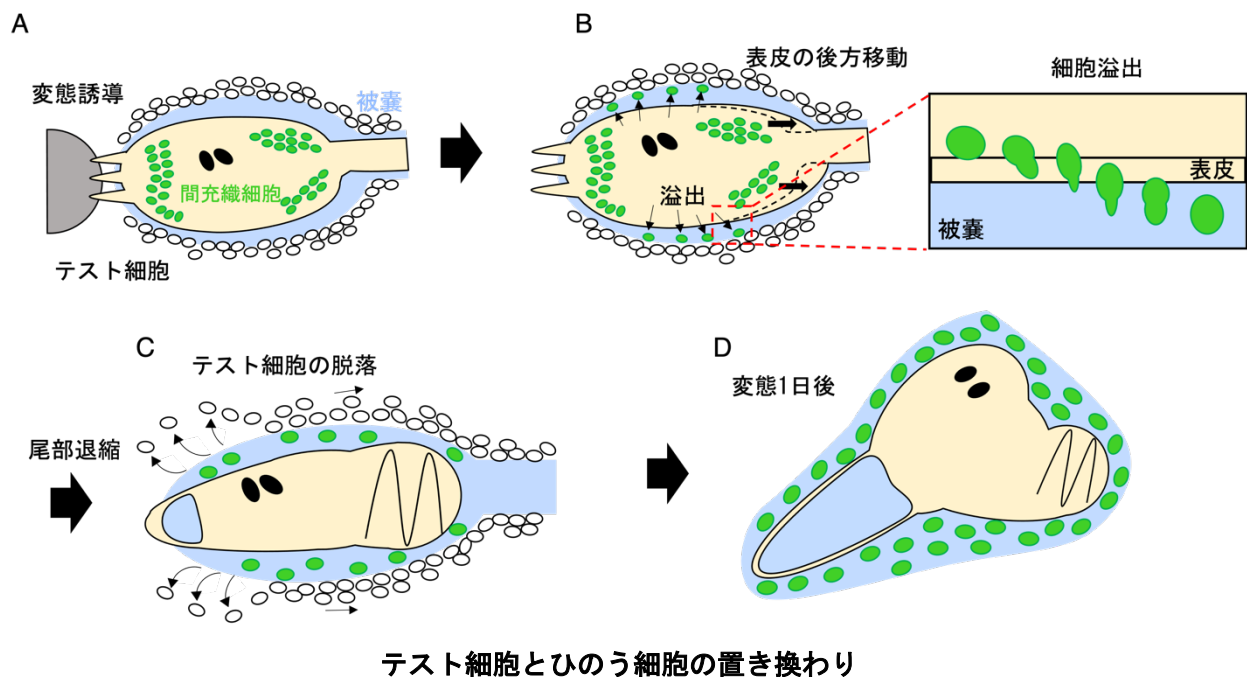 A
変態誘導
被嚢
間充織細胞
テスト細胞
B
表皮の後方移動
溢出
細胞溢出
表皮
被嚢
C
テスト細胞の脱落
尾部退縮
D
変態1日後
テスト細胞とひのう細胞の置き換わり